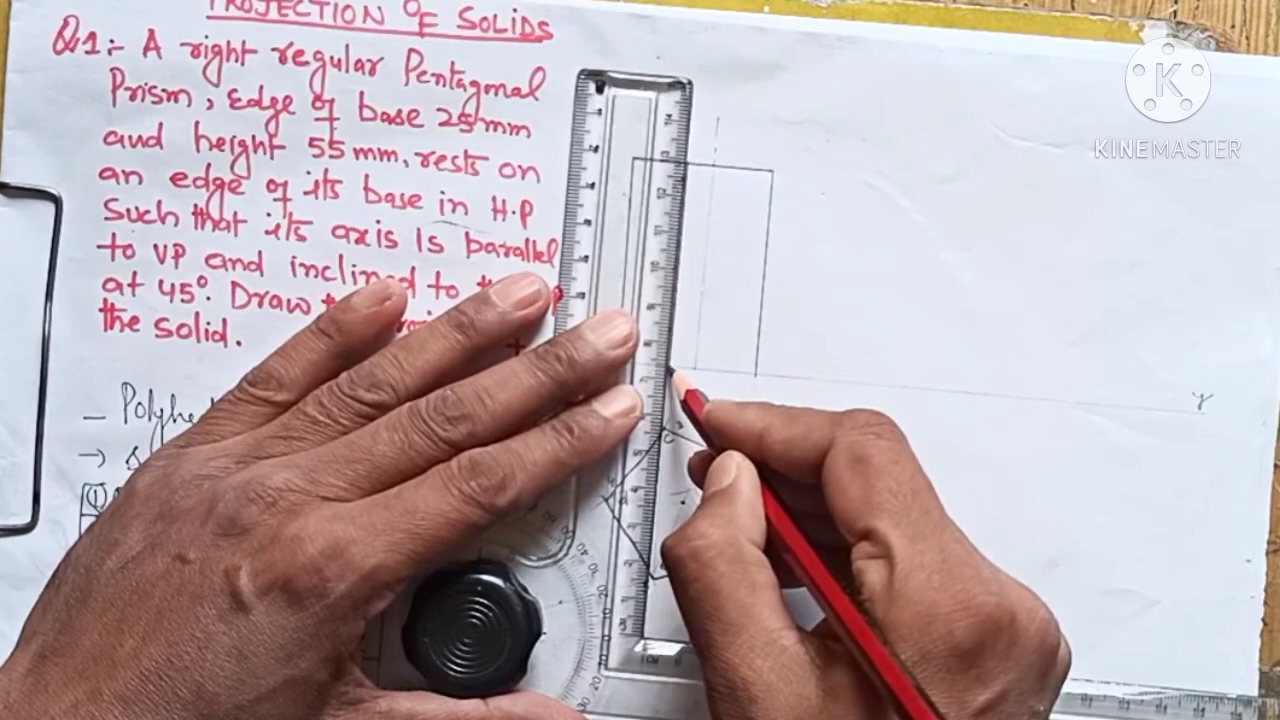 PROJECTION OF SOLIDS
Q.1:- A right regular Pentagonal
Prism, Edge of base 25mm
and height 55 mm, rests on
an edge of its base in H.P
Such that its axis is parallel
to VP and inclined to
at 45°. Draw
the solid.
Y
K
KINEMASTER